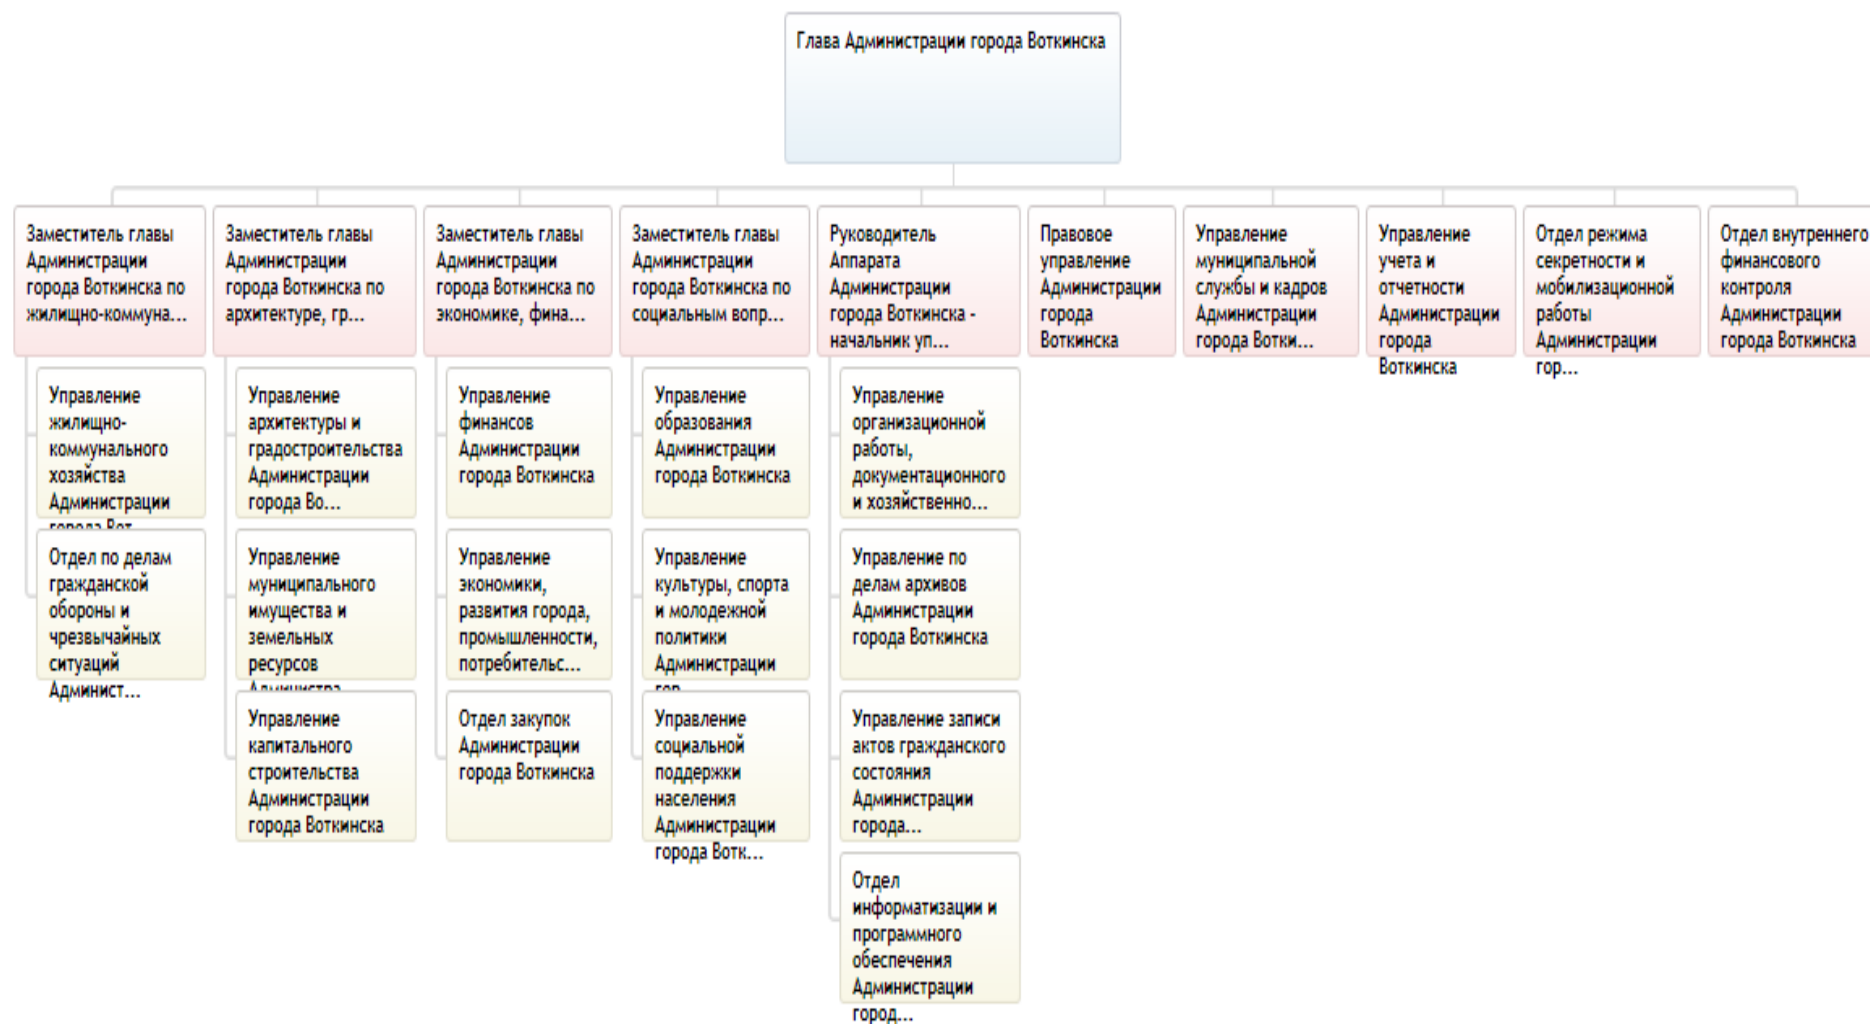 Глава Администрации города Воткинска
Заместитель главы
Администрации
города Воткинска по
жилищно-коммуна...
Заместитель главы
Администрации
города Воткинска по
архитектуре, гр...
Заместитель главы
Администрации
города Воткинска по
экономике, фина...
Заместитель главы
Администрации
города Воткинска по
социальным вопр...
Руководитель
Аппарата
Администрации
города Воткинска -
начальник уп...
Правовое
управление
Администрации
города
Воткинска
Управление
муниципальной
службы и кадров
Администрации
города Вотки...
Управление
учета и
отчетности
Администрации
города
Воткинска
Отдел режима
секретности и
мобилизационной
работы
Администрации
гор...
Отдел внутреннего
финансового
контроля
Администрации
города Воткинска
Управление
жилищно-
коммунального
хозяйства
Администрации
города Вот...
Отдел по делам
гражданской
обороны и
чрезвычайных
ситуаций
Админист...
Управление
архитектуры и
градостроительства
Администрации
города Во...
Управление
муниципального
имущества и
земельных
ресурсов
Администра...
Управление
капитального
строительства
Администрации
города Воткинска
Управление
финансов
Администрации
города Воткинска
Управление
экономики,
развития города,
промышленности,
потребительс...
Отдел закупок
Администрации
города Воткинска
Управление
образования
Администрации
города Воткинска
Управление
культуры, спорта
и молодежной
политики
Администрации
гор...
Управление
социальной
поддержки
населения
Администрации
города Вотк...
Управление
организационной
работы,
документационного
и хозяйственно...
Управление по
делам архивов
Администрации
города Воткинска
Управление записи
актов гражданского
состояния
Администрации
города...
Отдел
информатизации и
программного
обеспечения
Администрации
город...